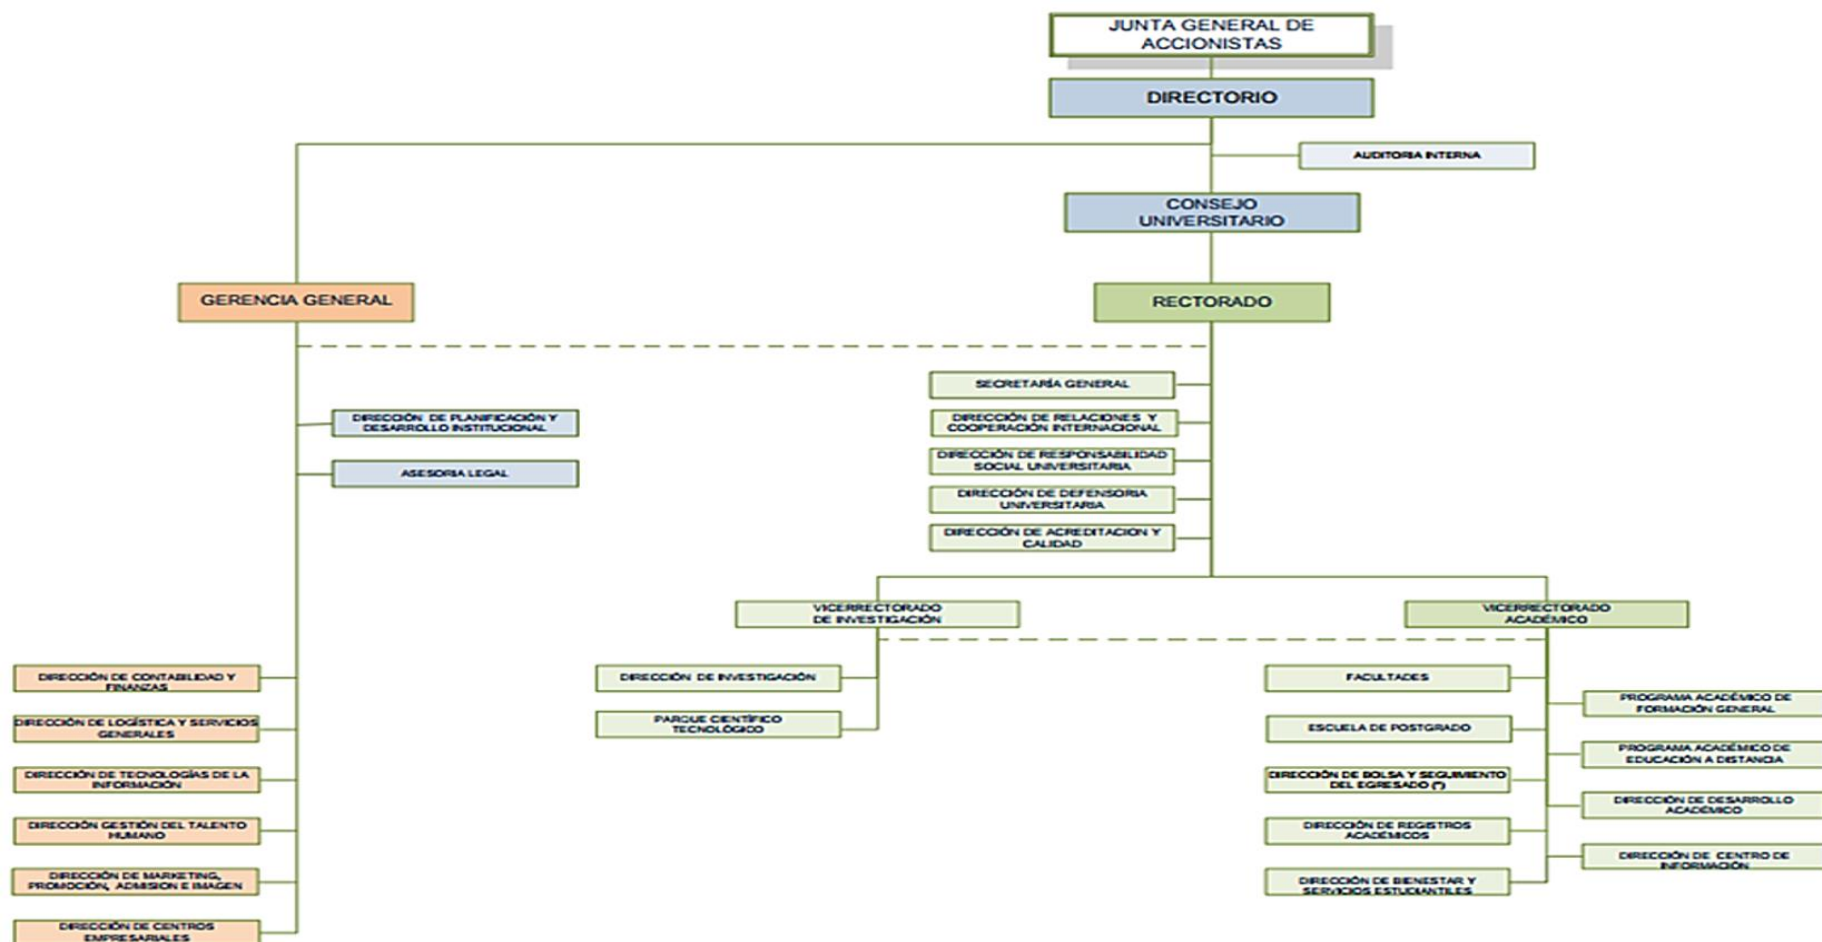 JUNTA GENERAL DE
ACCIONISTAS
DIRECTORIO
AUDITORIA INTERNA
CONSEJO
UNIVERSITARIO
GERENCIA GENERAL
RECTORADO
SECRETARÍA GENERAL
DIRECCIÓN DE PLANIFICACIÓN Y
DESARROLLO INSTITUCIONAL
DIRECCIÓN DE RELACIONES Y
COOPERACIÓN INTERNACIONAL
ASESORIA LEGAL
DIRECCIÓN DE RESPONSABILIDAD
SOCIAL UNIVERSITARIA
DIRECCIÓN DE DEFENSORIA
UNIVERSITARIA
DIRECCIÓN DE ACREDITACION Y
CALIDAD
VICERRECTORADO
DE INVESTIGACIÓN
VICERRECTORADO
ACADÉMICO
DIRECCIÓN DE CONTABILIDAD Y
FINANZAS
DIRECCIÓN DE LOGÍSTICA Y SERVICIOS
GENERALES
DIRECCIÓN DE TECNOLOGÍAS DE LA
INFORMACIÓN
DIRECCIÓN GESTIÓN DEL TALENTO
HUMANO
DIRECCIÓN DE MARKETING,
PROMOCIÓN, ADMISION E IMAGEN
DIRECCIÓN DE CENTROS
EMPRESARIALES
DIRECCIÓN DE INVESTIGACIÓN
PARQUE CIENTÍFICO
TECNOLÓGICO
FACULTADES
ESCUELA DE POSTGRADO
DIRECCIÓN DE BOLSA Y SEGUIMIENTO
DEL EGRESADO (*)
DIRECCIÓN DE REGISTROS
ACADÉMICOS
DIRECCIÓN DE BIENESTAR Y
SERVICIOS ESTUDIANTILES
PROGRAMA ACADÉMICO DE
FORMACIÓN GENERAL
PROGRAMA ACADÉMICO DE
EDUCACIÓN A DISTANCIA
DIRECCIÓN DE DESARROLLO
ACADÉMICO
DIRECCIÓN DE CENTRO DE
INFORMACIÓN